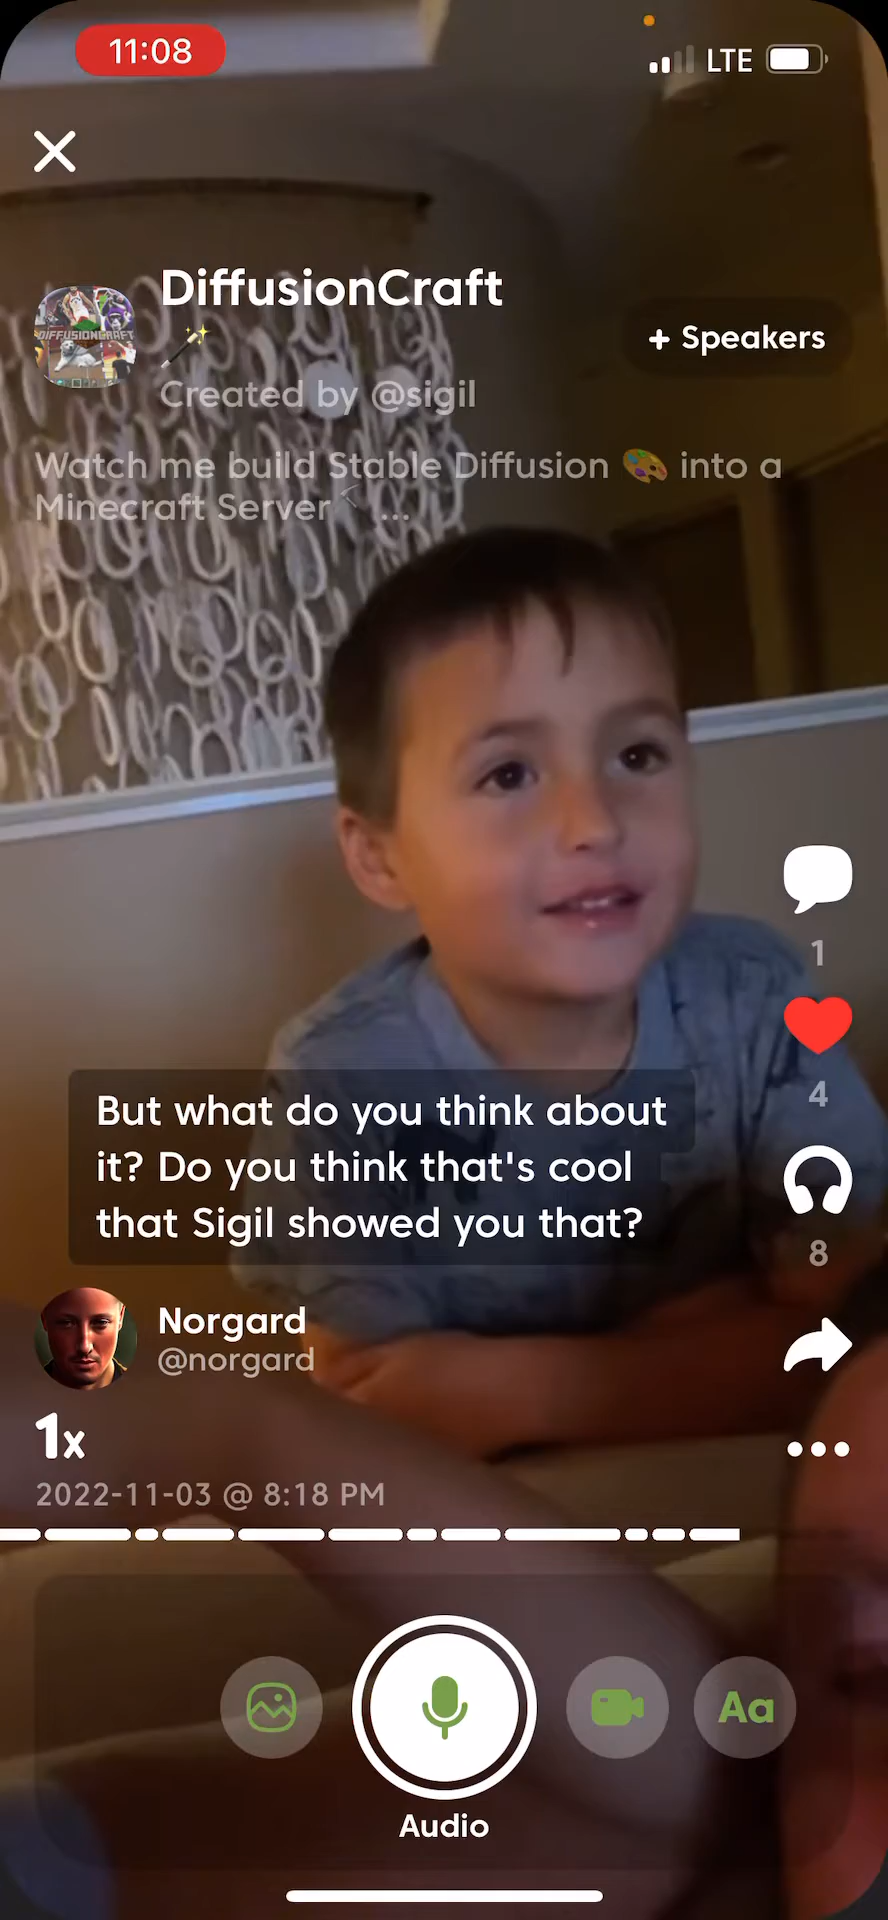 11:08
LTE
DiffusionCraft
DIFFUSIONCRAFT
+ Speakers
Created by @sigil
Watch me build Stable Diffusion 🎨 into a
Minecraft Server ...
1
4
But what do you think about
it? Do you think that's cool
that Sigil showed you that?
8
Norgard
@norgard
1x
2022-11-03 @ 8:18 PM
Aa
Audio